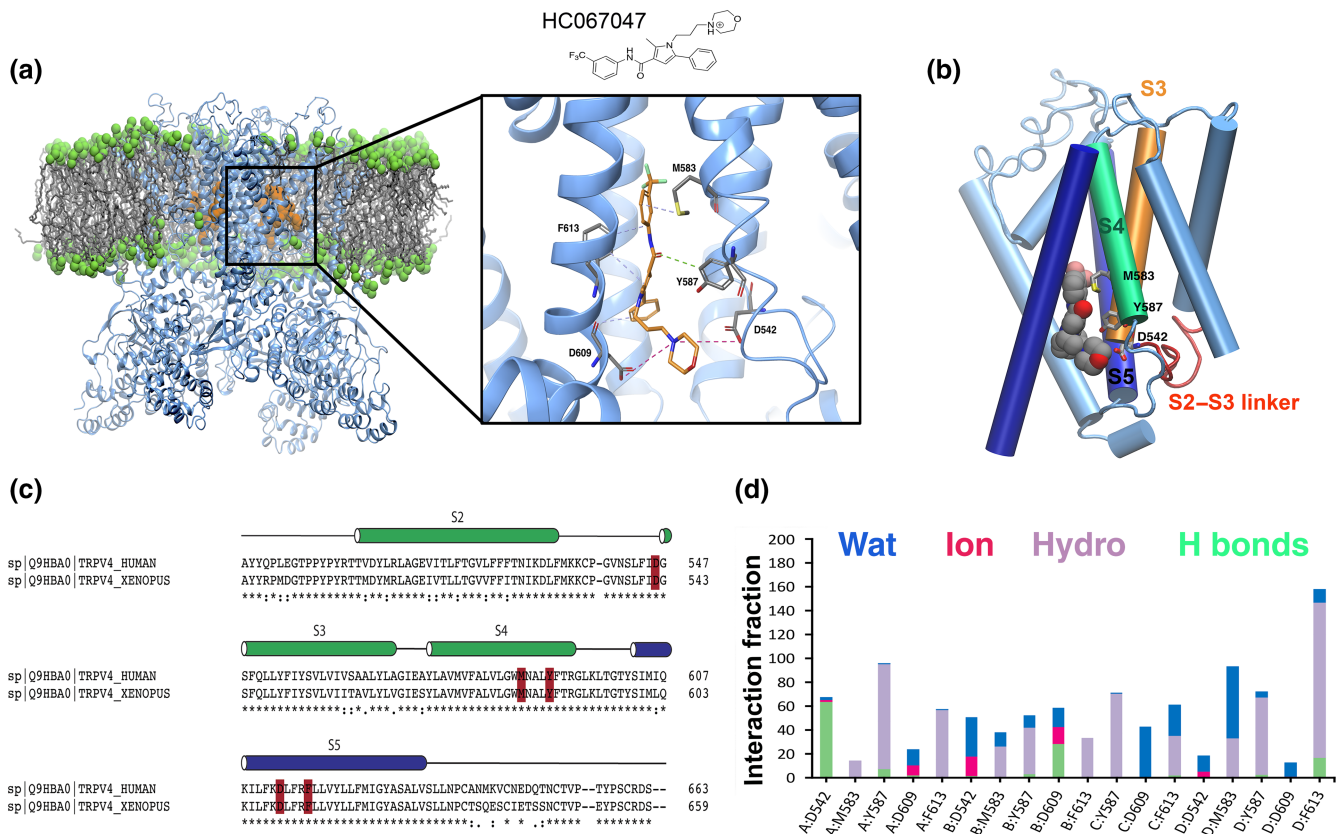 HC067047
F₃C
NH
O
N
NH
O
(a)
M583
F613
Y587
D542
D609
(b)
S3
S4
M583
Y587
D542
S5
S2–S3 linker
(c)
S2
sp|Q9HBA0|TRPV4_HUMAN AYYQPLEGTPPYPYRTTVDYLRLAGEVITLFTGVLFFFTNIKDLFMKKCP-GVNSLFIDG 547
sp|Q9HBA0|TRPV4_XENOPUS AYYRPMDGTPPYPYRTTMDYMRLAGEIVTLLTGVVFFITNIKDLFMKKCP-GVNSLFIDG 543
S3 S4
sp|Q9HBA0|TRPV4_HUMAN SFQLLYFIYSVLVIVSAALYLAGIEAYLAVMVFALVLGWMNALYFTRGLKLTGTYSIMIQ 607
sp|Q9HBA0|TRPV4_XENOPUS SFQLLYFIYSVLVIITAVLYLVGIESYLAVMVFALVLGWMNALYFTRGLKLTGTYSIMLQ 603
S5
sp|Q9HBA0|TRPV4_HUMAN KILFKDLFRFLLVYLLFMIGYASALVSLLNPCANMKVCNEDQTNCTVP--TYPSCRDS-- 663
sp|Q9HBA0|TRPV4_XENOPUS KILFKDLFRFLLVYLLFMIGYASALVSLLNPCTSQESCIETSSNCTVP--EYPSCRDS-- 659
(d)
Wat Ion Hydro H bonds
Interaction fraction
200
180
160
140
120
100
80
60
40
20
0
A:D542 A:M583 A:Y587 A:D609 A:F613 B:D542 B:M583 B:Y587 B:D609 B:F613 C:Y587 C:D609 C:F613 D:D542 D:M583 D:Y587 D:D609 D:F613